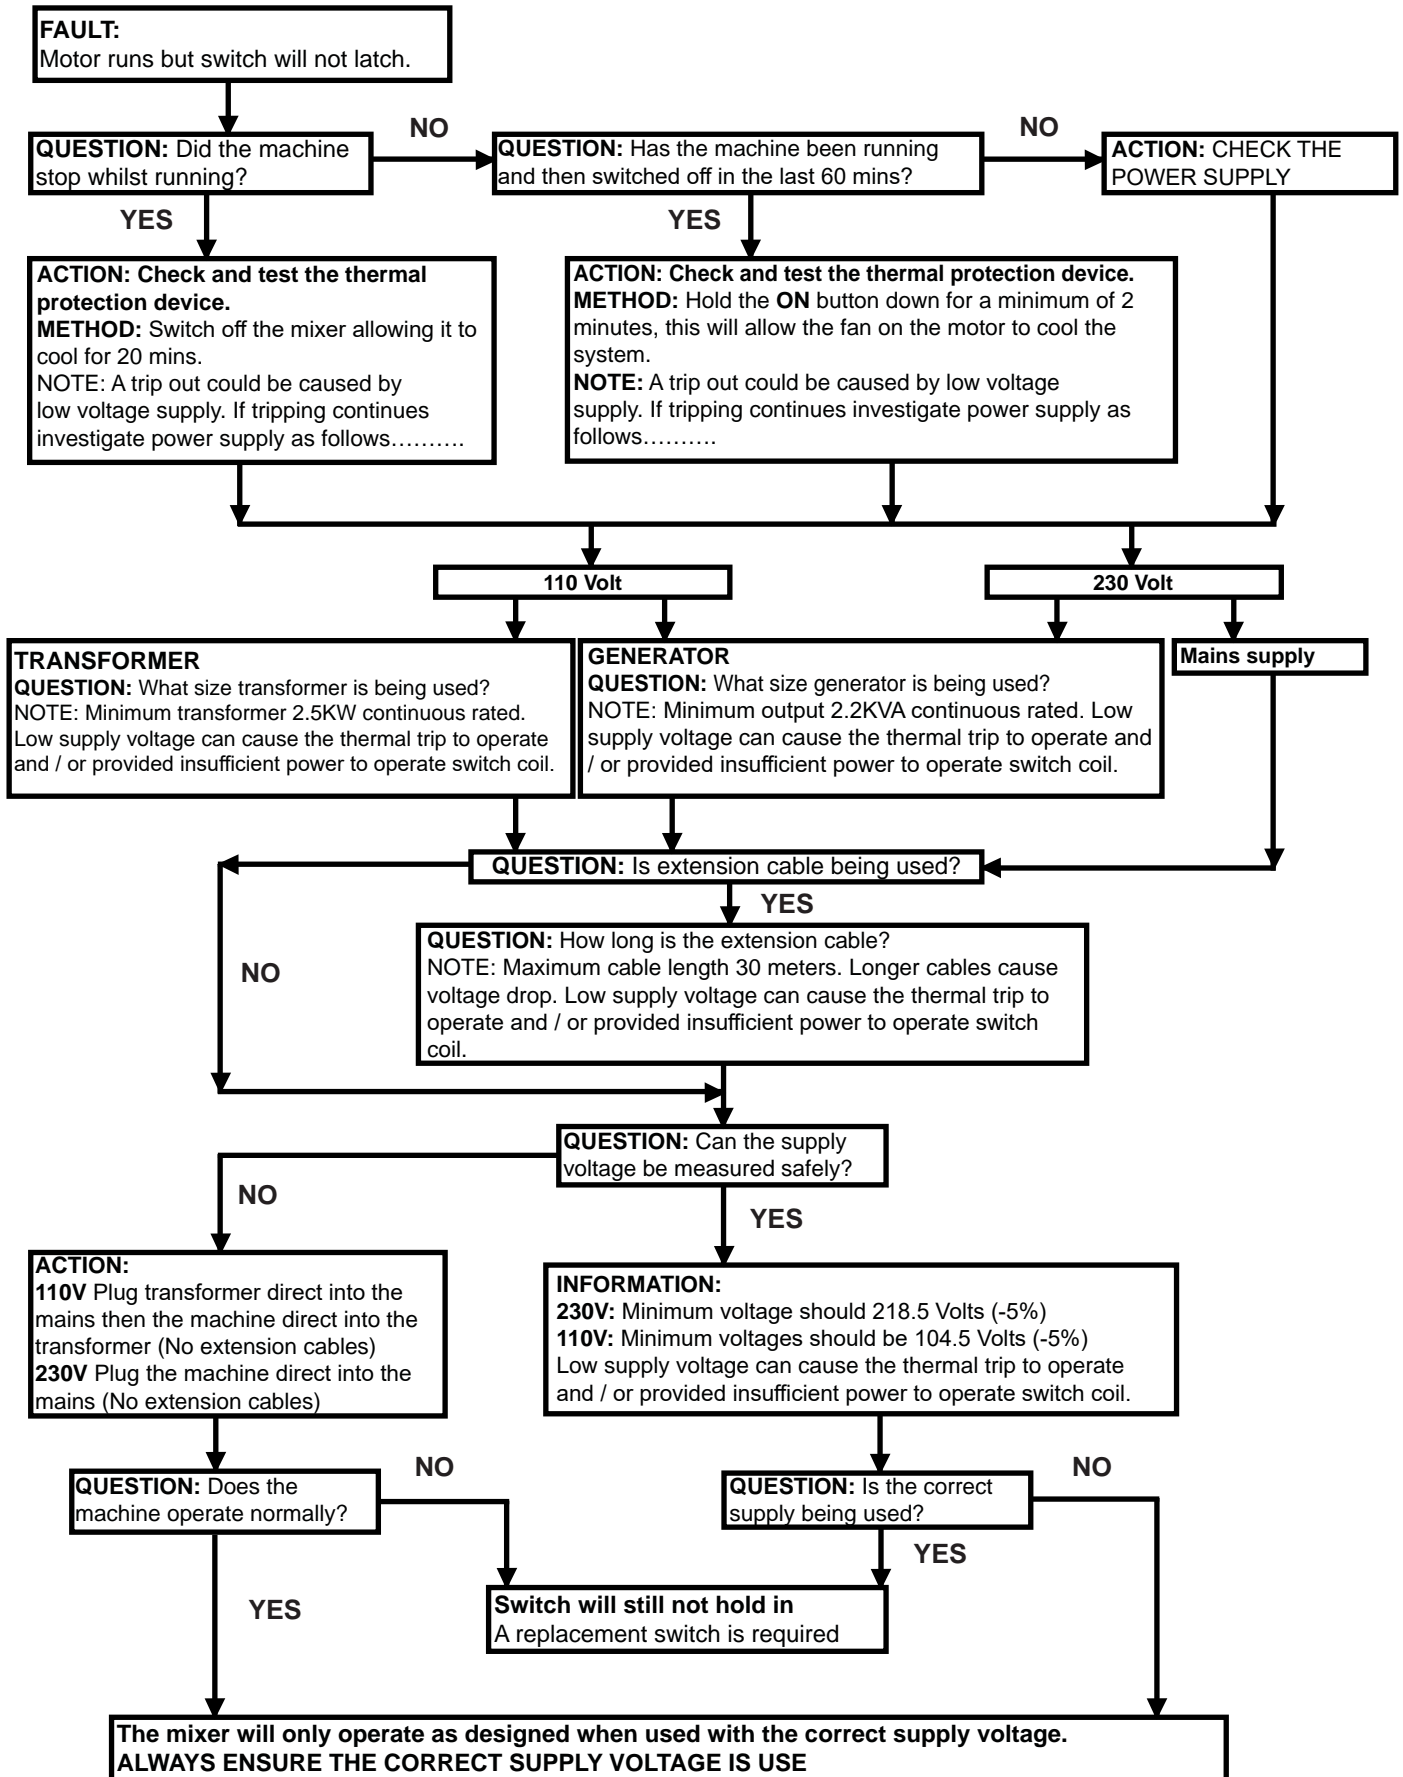 FAULT:
Motor runs but switch will not latch.
NO
NO
QUESTION: Did the machine
stop whilst running?
QUESTION: Has the machine been running
and then switched off in the last 60 mins?
ACTION: CHECK THE
POWER SUPPLY
YES
YES
ACTION: Check and test the thermal
protection device.
METHOD: Switch off the mixer allowing it to
cool for 20 mins.
NOTE: A trip out could be caused by
low voltage supply. If tripping continues
investigate power supply as follows……….
ACTION: Check and test the thermal protection device.
METHOD: Hold the ON button down for a minimum of 2
minutes, this will allow the fan on the motor to cool the
system.
NOTE: A trip out could be caused by low voltage
supply. If tripping continues investigate power supply as
follows……….
110 Volt
230 Volt
TRANSFORMER
QUESTION: What size transformer is being used?
NOTE: Minimum transformer 2.5KW continuous rated.
Low supply voltage can cause the thermal trip to operate
and / or provided insufficient power to operate switch coil.
GENERATOR
QUESTION: What size generator is being used?
NOTE: Minimum output 2.2KVA continuous rated. Low
supply voltage can cause the thermal trip to operate and
/ or provided insufficient power to operate switch coil.
Mains supply
QUESTION: Is extension cable being used?
YES
NO
QUESTION: How long is the extension cable?
NOTE: Maximum cable length 30 meters. Longer cables cause
voltage drop. Low supply voltage can cause the thermal trip to
operate and / or provided insufficient power to operate switch
coil.
QUESTION: Can the supply
voltage be measured safely?
NO
YES
ACTION:
110V Plug transformer direct into the
mains then the machine direct into the
transformer (No extension cables)
230V Plug the machine direct into the
mains (No extension cables)
INFORMATION:
230V: Minimum voltage should 218.5 Volts (-5%)
110V: Minimum voltages should be 104.5 Volts (-5%)
Low supply voltage can cause the thermal trip to operate
and / or provided insufficient power to operate switch coil.
NO
NO
QUESTION: Does the
machine operate normally?
QUESTION: Is the correct
supply being used?
YES
YES
Switch will still not hold in
A replacement switch is required
The mixer will only operate as designed when used with the correct supply voltage.
ALWAYS ENSURE THE CORRECT SUPPLY VOLTAGE IS USE